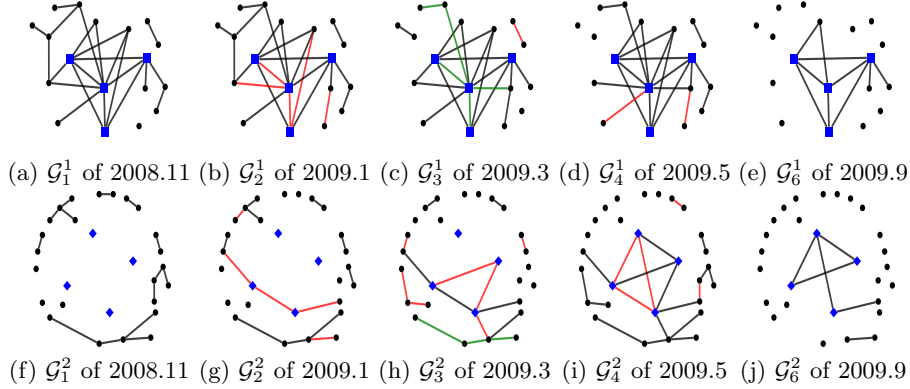 (a) $\mathcal{G}_1^1$ of 2008.11 (b) $\mathcal{G}_2^1$ of 2009.1 (c) $\mathcal{G}_3^1$ of 2009.3 (d) $\mathcal{G}_4^1$ of 2009.5 (e) $\mathcal{G}_6^1$ of 2009.9
(f) $\mathcal{G}_1^2$ of 2008.11 (g) $\mathcal{G}_2^2$ of 2009.1 (h) $\mathcal{G}_3^2$ of 2009.3 (i) $\mathcal{G}_4^2$ of 2009.5 (j) $\mathcal{G}_6^2$ of 2009.9